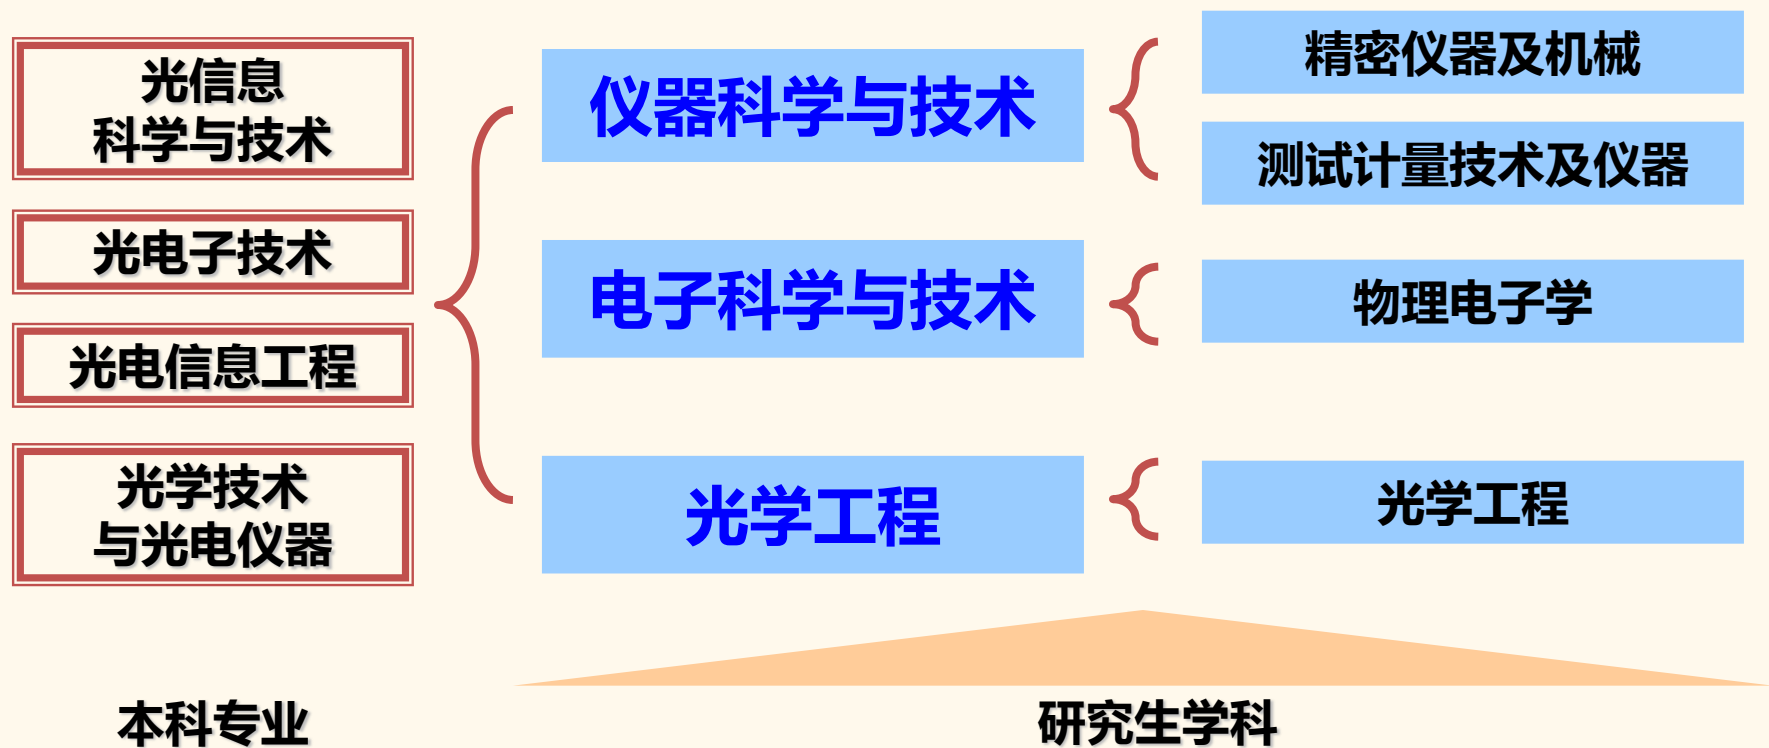 光信息
科学与技术
光电子技术
光电信息工程
光学技术
与光电仪器
本科专业
仪器科学与技术
电子科学与技术
光学工程
精密仪器及机械
测试计量技术及仪器
物理电子学
光学工程
研究生学科